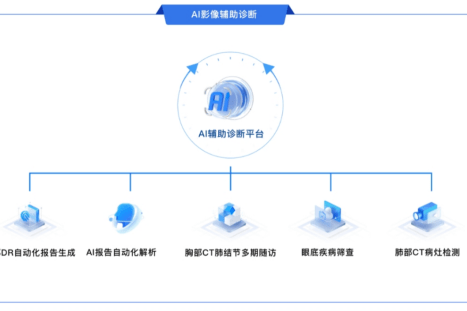 AI影像辅助诊断
AI
AI辅助诊断平台
DR自动化报告生成
AI报告自动化解析
胸部CT肺结节多期随访
眼底疾病筛查
肺部CT病灶检测